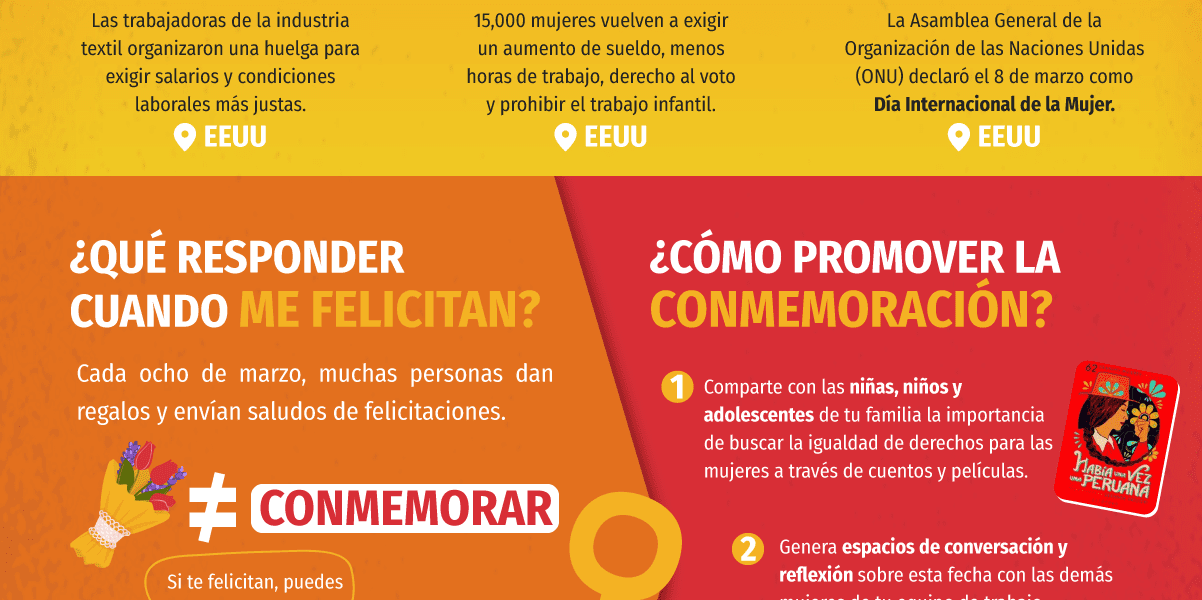 Las trabajadoras de la industria
textil organizaron una huelga para
exigir salarios y condiciones
laborales más justas.
EEUU
15,000 mujeres vuelven a exigir
un aumento de sueldo, menos
horas de trabajo, derecho al voto
y prohibir el trabajo infantil.
EEUU
La Asamblea General de la
Organización de las Naciones Unidas
(ONU) declaró el 8 de marzo como
Día Internacional de la Mujer.
EEUU
¿QUÉ RESPONDER
CUANDO ME FELICITAN?
Cada ocho de marzo, muchas personas dan
regalos y envían saludos de felicitaciones.
≠ CONMEMORAR
Si te felicitan, puedes
¿CÓMO PROMOVER LA
CONMEMORACIÓN?
1 Comparte con las niñas, niños y
adolescentes de tu familia la importancia
de buscar la igualdad de derechos para las
mujeres a través de cuentos y películas.
62
HABÍA UNA VEZ
UNA PERUANA
2 Genera espacios de conversación y
reflexión sobre esta fecha con las demás
mujeres de tu equipo de trabajo